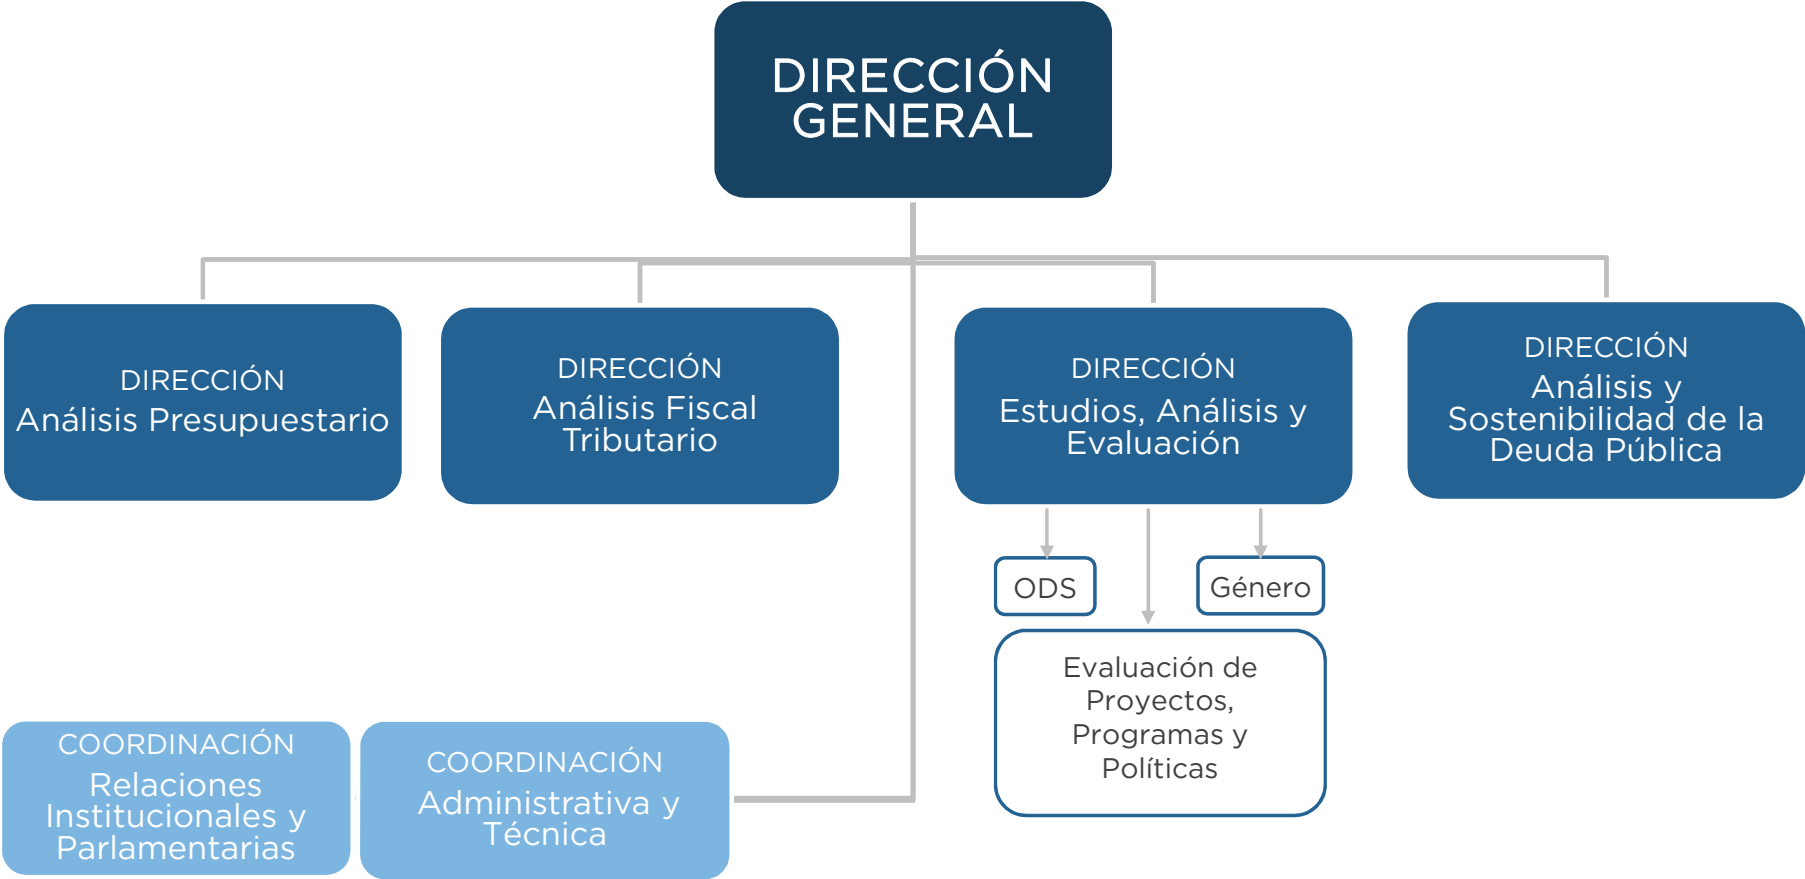 DIRECCIÓN
GENERAL
DIRECCIÓN
Análisis Presupuestario
DIRECCIÓN
Análisis Fiscal
Tributario
DIRECCIÓN
Estudios, Análisis y
Evaluación
DIRECCIÓN
Análisis y
Sostenibilidad de la
Deuda Pública
ODS
Género
Evaluación de
Proyectos,
Programas y
Políticas
COORDINACIÓN
Relaciones
Institucionales y
Parlamentarias
COORDINACIÓN
Administrativa y
Técnica